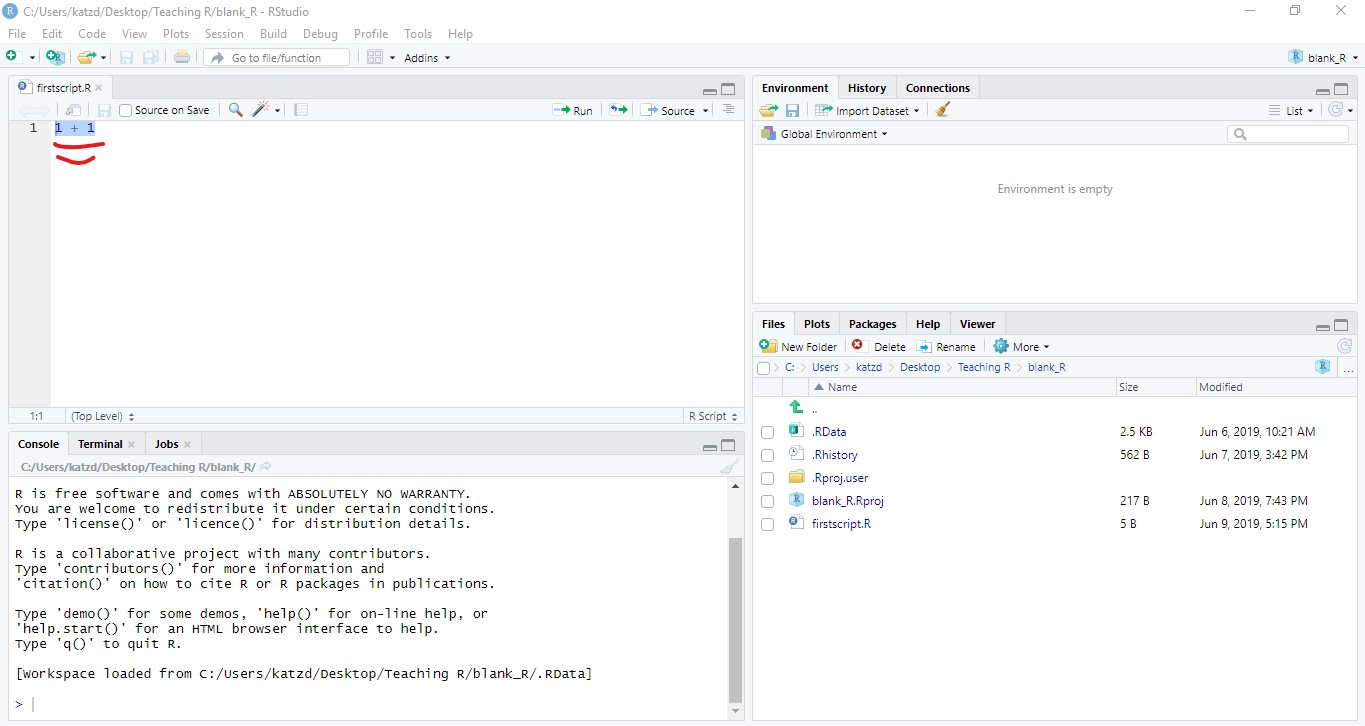 C:/Users/katzd/Desktop/Teaching R/blank_R - RStudio
File Edit Code View Plots Session Build Debug Profile Tools Help
Go to file/function Addins blank_R
firstscript.R
Source on Save Run Source
1 1 + 1
1:1 (Top Level) R Script
Console Terminal Jobs
C:/Users/katzd/Desktop/Teaching R/blank_R/
R is free software and comes with ABSOLUTELY NO WARRANTY.
You are welcome to redistribute it under certain conditions.
Type 'license()' or 'licence()' for distribution details.
R is a collaborative project with many contributors.
Type 'contributors()' for more information and
'citation()' on how to cite R or R packages in publications.
Type 'demo()' for some demos, 'help()' for on-line help, or
'help.start()' for an HTML browser interface to help.
Type 'q()' to quit R.
[Workspace loaded from C:/Users/katzd/Desktop/Teaching R/blank_R/.RData]
>
Environment History Connections
Import Dataset List
Global Environment
Environment is empty
Files Plots Packages Help Viewer
New Folder Delete Rename More
C: Users katzd Desktop Teaching R blank_R ...
Name Size Modified
..
.RData 2.5 KB Jun 6, 2019, 10:21 AM
.Rhistory 562 B Jun 7, 2019, 3:42 PM
.Rproj.user
blank_R.Rproj 217 B Jun 8, 2019, 7:43 PM
firstscript.R 5 B Jun 9, 2019, 5:15 PM